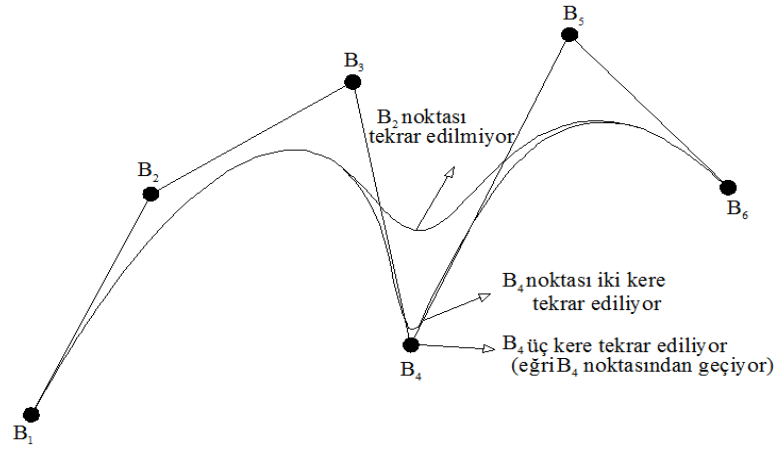 B₅
B₃
B₂ noktası
tekrar edilmiyor
B₂
B₆
B₄ noktası iki kere
tekrar ediliyor
B₄ üç kere tekrar ediliyor
(eğri B₄ noktasından geçiyor)
B₄
B₁